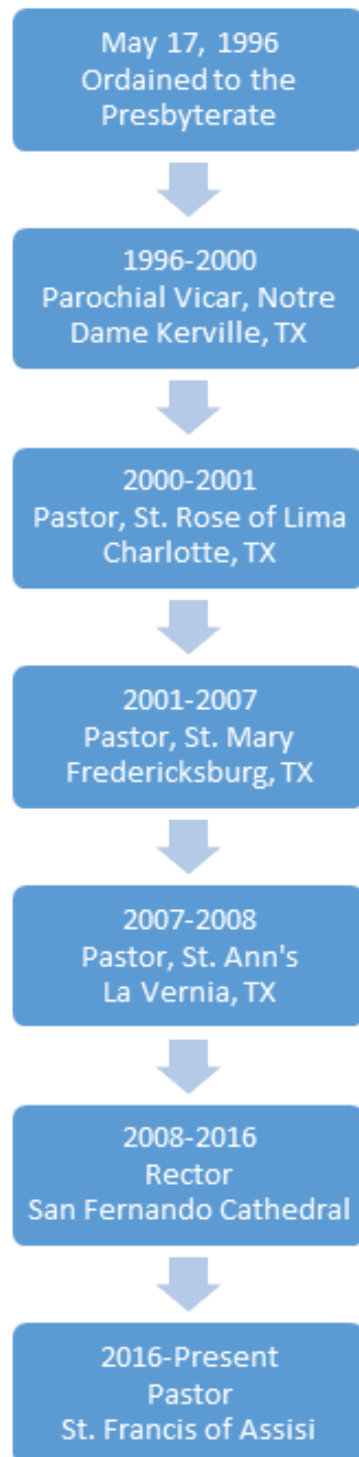 May 17, 1996
Ordained to the
Presbyterate
1996-2000
Parochial Vicar, Notre
Dame Kerville, TX
2000-2001
Pastor, St. Rose of Lima
Charlotte, TX
2001-2007
Pastor, St. Mary
Fredericksburg, TX
2007-2008
Pastor, St. Ann's
La Vernia, TX
2008-2016
Rector
San Fernando Cathedral
2016-Present
Pastor
St. Francis of Assisi